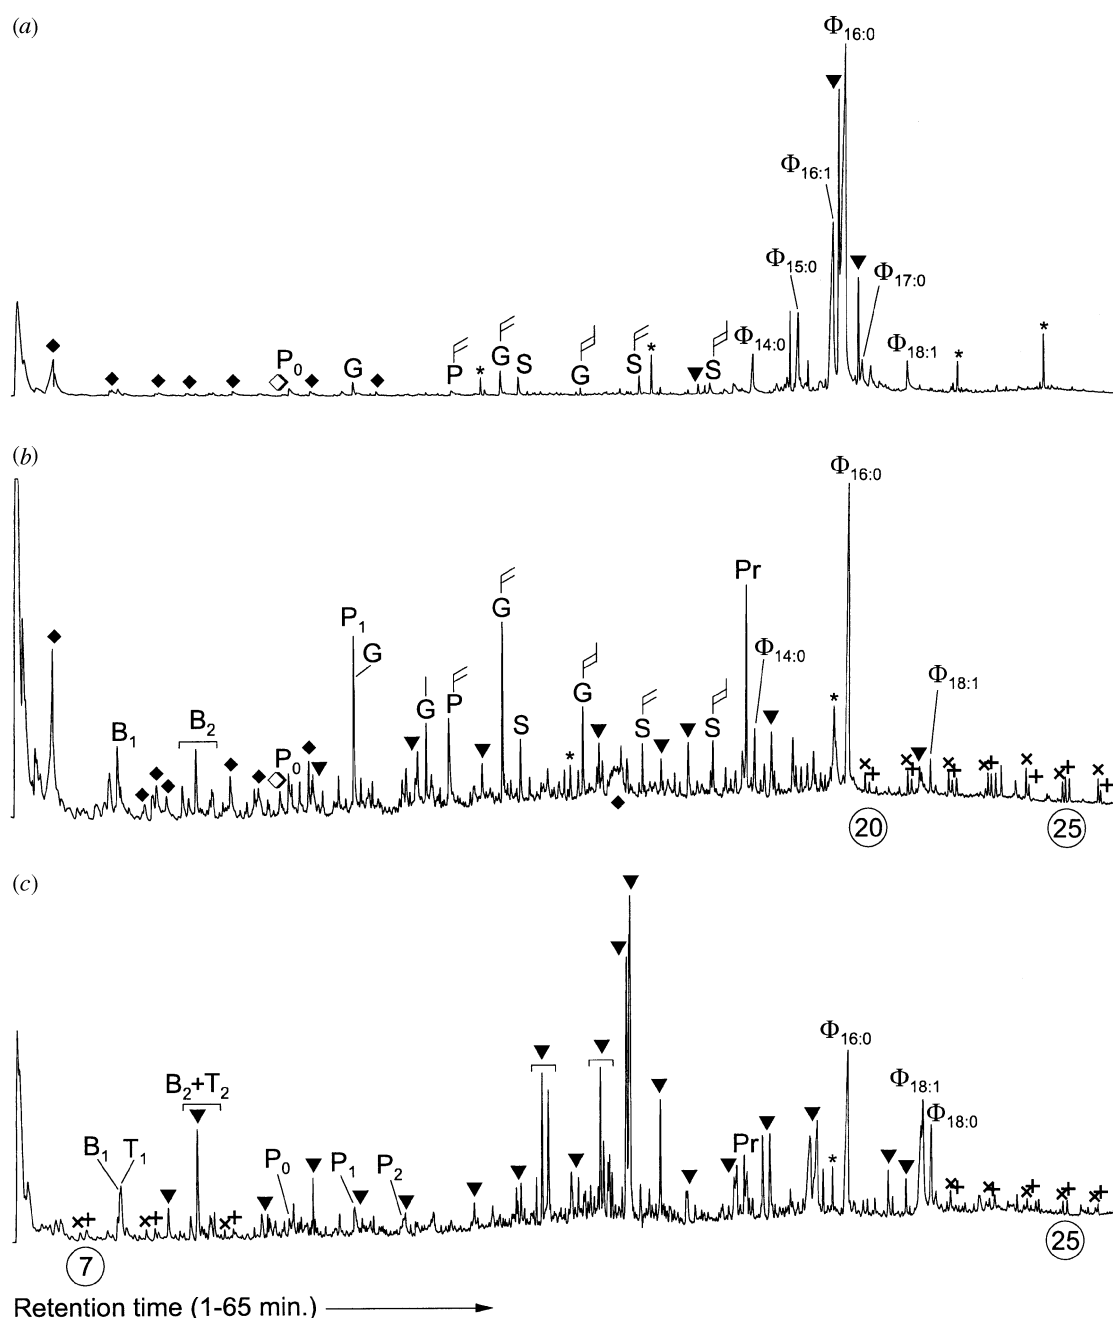 (a)
Φ16:0
Φ16:1
Φ15:0
Φ17:0
Φ14:0
Φ18:1
P0
G
P
*
G
S
G
S
*
S
*
*
(b)
Φ16:0
Pr
G
P1
G
Φ14:0
B1
B2
P0
G
P
S
G
*
S
S
*
Φ18:1
× + × + × + × + × + × + × +
20
25
(c)
Φ16:0
B2+T2
Φ18:1
Φ18:0
B1
T1
P0
P1
P2
Pr
*
× + × + × +
× + × + × + × + × +
7
25
Retention time (1-65 min.)